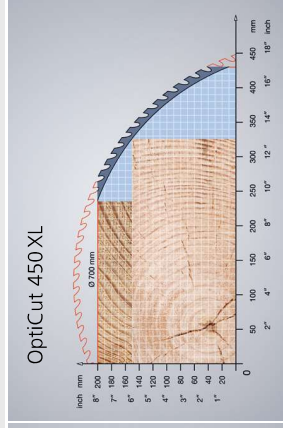 OptiCut 450 XL
Ø 700 mm
inch mm
8" 200
7" 180
160
6"
140
5" 120
4" 100
80
3"
60
2" 40
1" 20
0
50 100 150 200 250 300 350 400 450 mm
2" 4" 6" 8" 10" 12" 14" 16" 18" inch